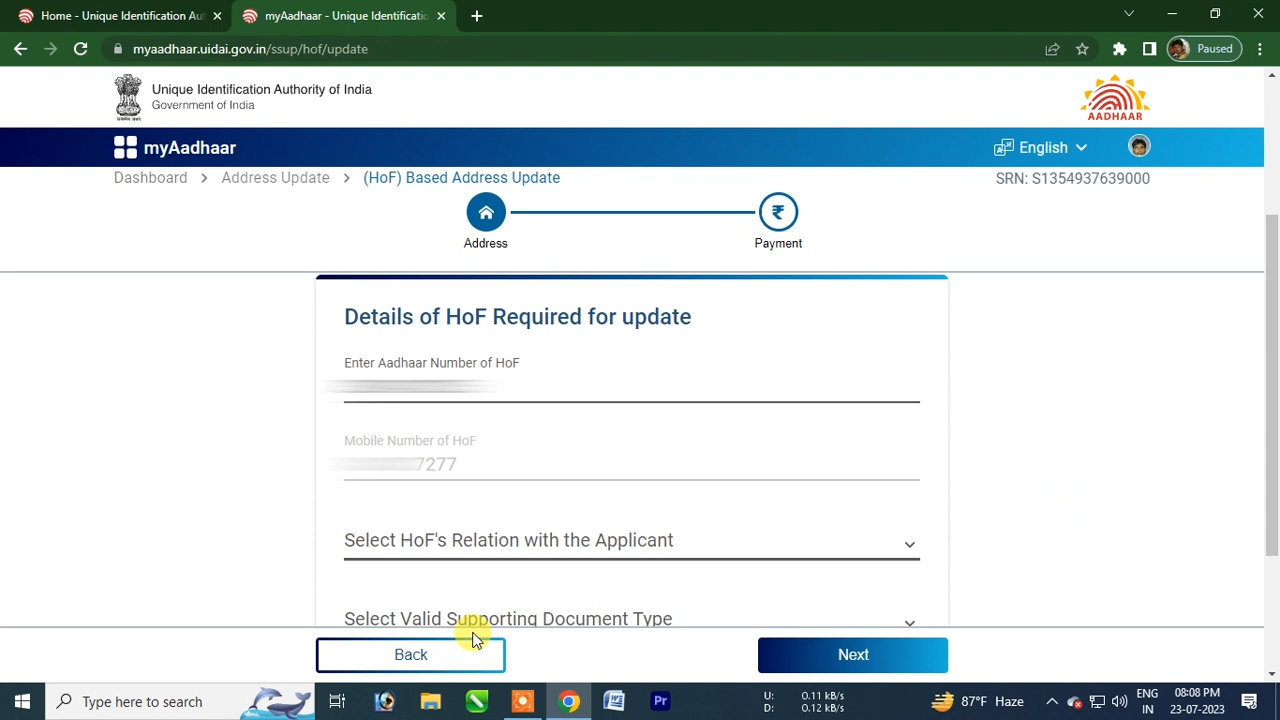 Home - Unique Identification Aut
myAadhaar - Unique Identificatio
myaadhaar.uidai.gov.in/ssup/hof/update
Paused
Unique Identification Authority of India
Government of India
AADHAAR
myAadhaar
English
Dashboard > Address Update > (HoF) Based Address Update
SRN: S1354937639000
Address
₹
Payment
Details of HoF Required for update
Enter Aadhaar Number of HoF
Mobile Number of HoF
7277
Select HoF's Relation with the Applicant
Select Valid Supporting Document Type
Back
Next
Type here to search
Pr
87°F Haze
U: 0.11 kB/s
D: 0.12 kB/s
ENG
IN
08:08 PM
23-07-2023